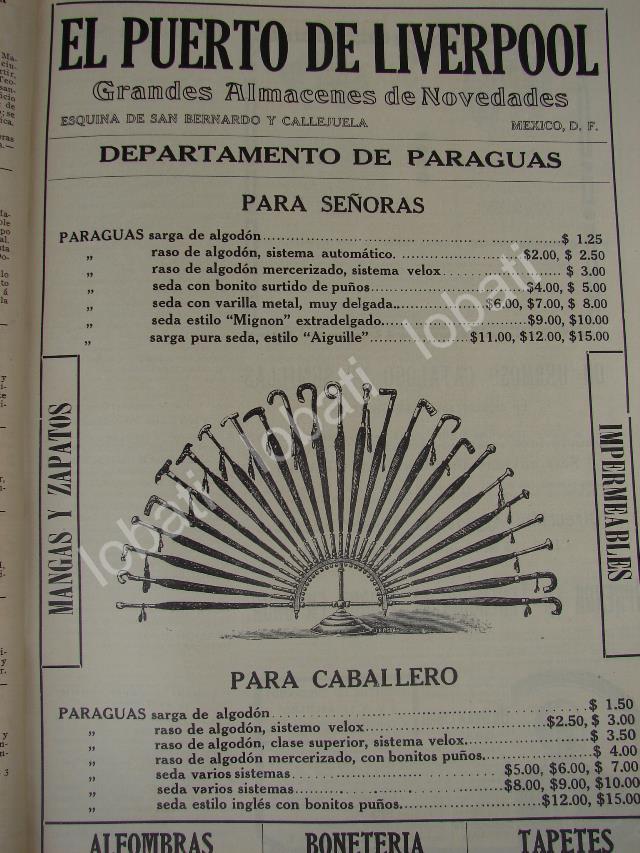 EL PUERTO DE LIVERPOOL
Grandes Almacenes de Novedades
ESQUINA DE SAN BERNARDO Y CALLEJUELA MEXICO, D. F.
DEPARTAMENTO DE PARAGUAS
PARA SEÑORAS
PARAGUAS sarga de algodón $ 1.25
„ raso de algodón, sistema automático. $2.00, $ 2.50
„ raso de algodón mercerizado, sistema velox $ 3.00
„ seda con bonito surtido de puños $4.00, $ 5.00
„ seda con varilla metal, muy delgada. $6.00, $7.00, $ 8.00
„ seda estilo "Mignon" extradelgado. $9.00, $10.00
„ sarga pura seda, estilo "Aiguille" $11.00, $12.00, $15.00
MANGAS Y ZAPATOS
IMPERMEABLES
lobati lobati lobati lobati
PARA CABALLERO
PARAGUAS sarga de algodón $ 1.50
„ raso de algodón, sistemo velox $2.50, $ 3.00
„ raso de algodón, clase superior, sistema velox. $ 3.50
„ raso de algodón mercerizado, con bonitos puños. $ 4.00
„ seda varios sistemas $5.00, $6.00, $ 7.00
„ seda varios sistemas $8.00, $9.00, $10.00
„ seda estilo inglés con bonitos puños. $12.00, $15.00
ALFOMBRAS BONETERIA TAPETES